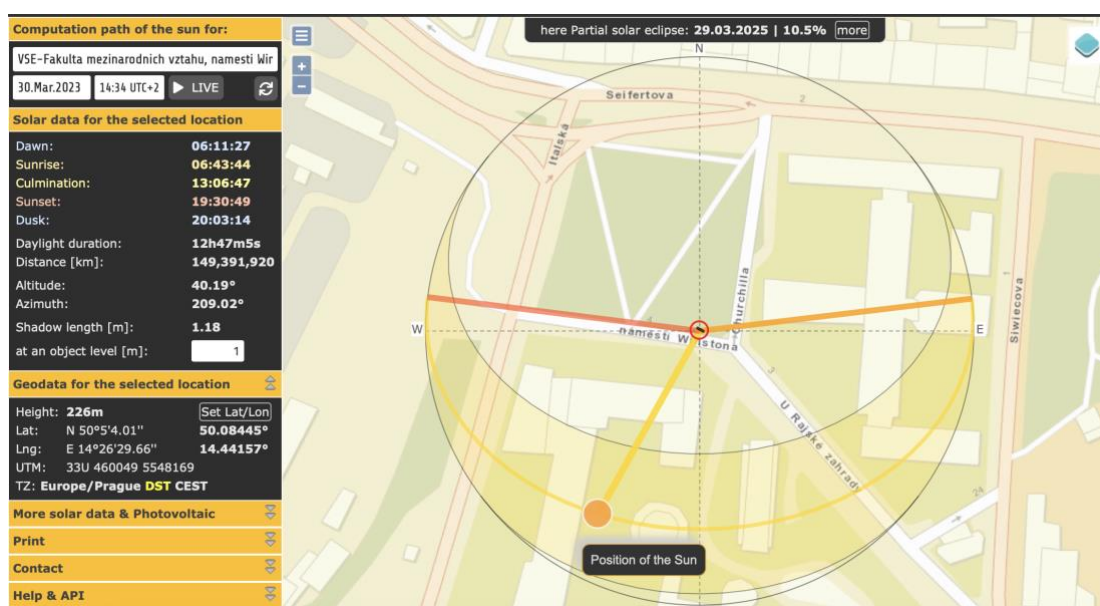 Computation path of the sun for:
VSE-Fakulta mezinarodnich vztahu, namesti Wir
30.Mar.2023 14:34 UTC+2 LIVE
Solar data for the selected location
Dawn: 06:11:27
Sunrise: 06:43:44
Culmination: 13:06:47
Sunset: 19:30:49
Dusk: 20:03:14
Daylight duration: 12h47m5s
Distance [km]: 149,391,920
Altitude: 40.19°
Azimuth: 209.02°
Shadow length [m]: 1.18
at an object level [m]: 1
Geodata for the selected location
Height: 226m Set Lat/Lon
Lat: N 50°5'4.01'' 50.08445°
Lng: E 14°26'29.66'' 14.44157°
UTM: 33U 460049 5548169
TZ: Europe/Prague DST CEST
More solar data & Photovoltaic
Print
Contact
Help & API
+
−
here Partial solar eclipse: 29.03.2025 | 10.5% more
N
Seifertova
2
Italská
Churchilla
4
1
Siwiecova
W
E
náměstí W
stona
3
U Rajské zahrady
24
Position of the Sun